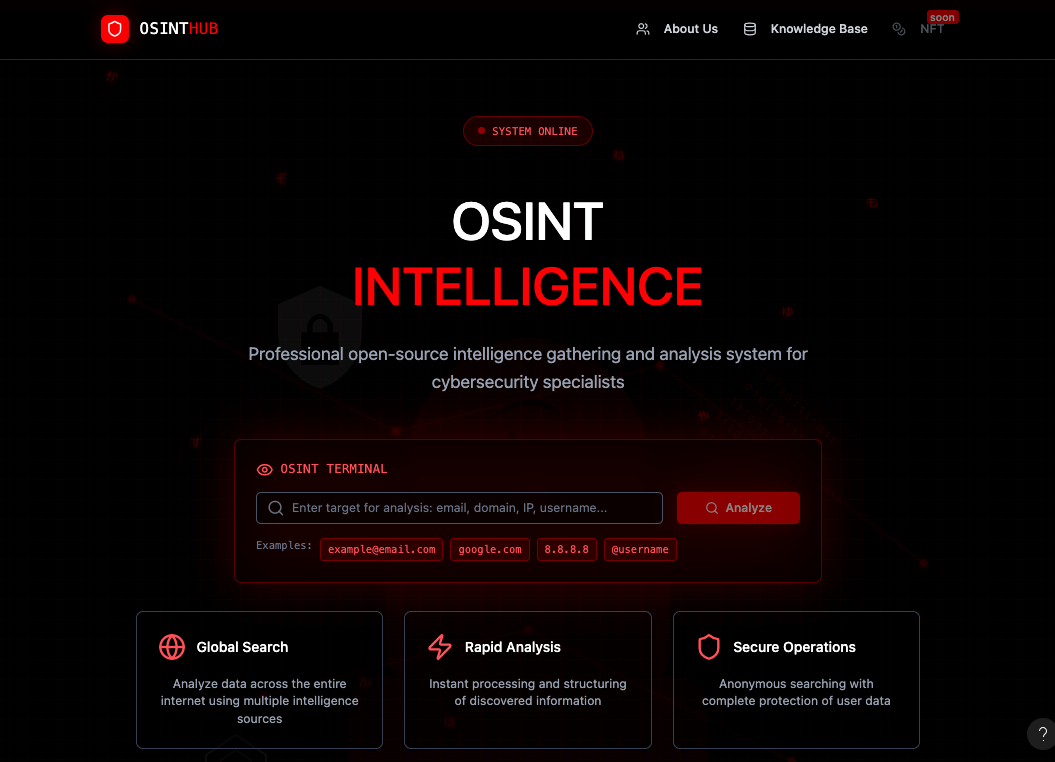 OSINTHUB
About Us
Knowledge Base
NFT
soon
SYSTEM ONLINE
OSINT
INTELLIGENCE
Professional open-source intelligence gathering and analysis system for
cybersecurity specialists
OSINT TERMINAL
Enter target for analysis: email, domain, IP, username...
Analyze
Examples:
example@email.com
google.com
8.8.8.8
@username
Global Search
Analyze data across the entire
internet using multiple intelligence
sources
Rapid Analysis
Instant processing and structuring
of discovered information
Secure Operations
Anonymous searching with
complete protection of user data
?